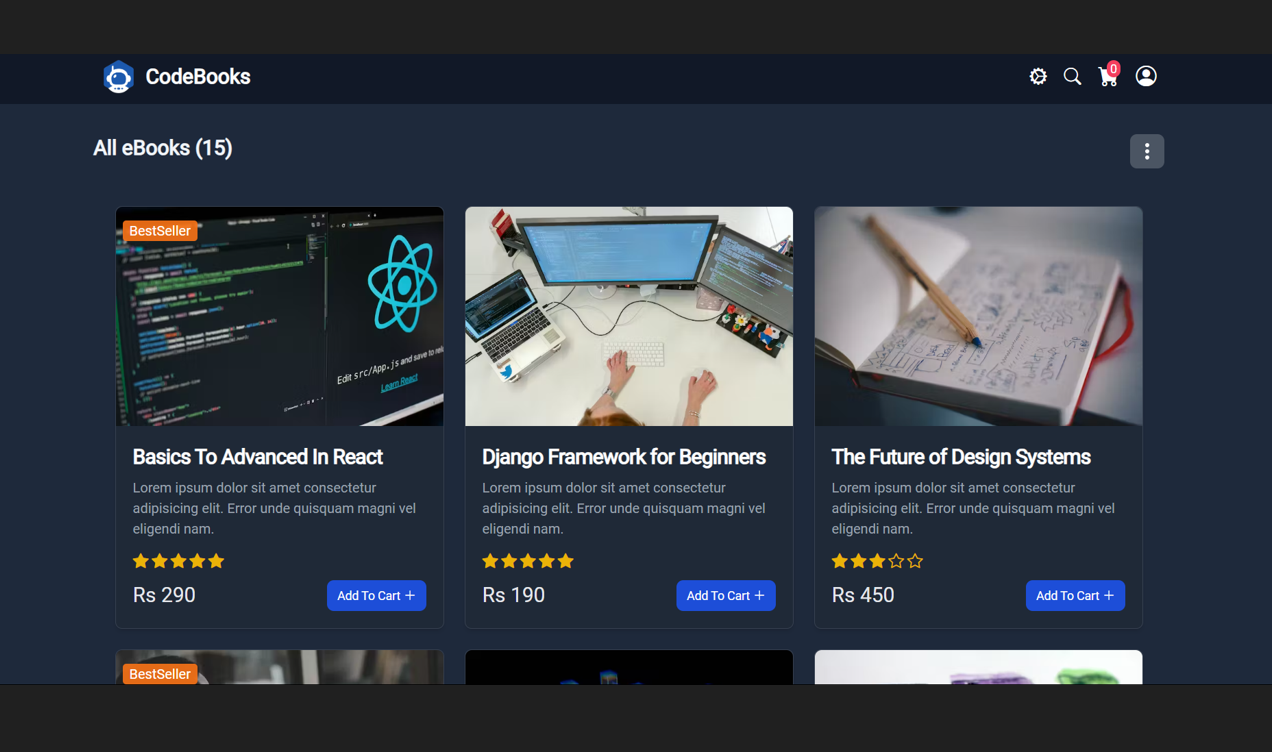 CodeBooks
0
All eBooks (15)
BestSeller
Edit src/App.js and save to
Learn React
Basics To Advanced In React
Lorem ipsum dolor sit amet consectetur
adipisicing elit. Error unde quisquam magni vel
eligendi nam.
Rs 290
Add To Cart +
Django Framework for Beginners
Lorem ipsum dolor sit amet consectetur
adipisicing elit. Error unde quisquam magni vel
eligendi nam.
Rs 190
Add To Cart +
The Future of Design Systems
Lorem ipsum dolor sit amet consectetur
adipisicing elit. Error unde quisquam magni vel
eligendi nam.
Rs 450
Add To Cart +
BestSeller